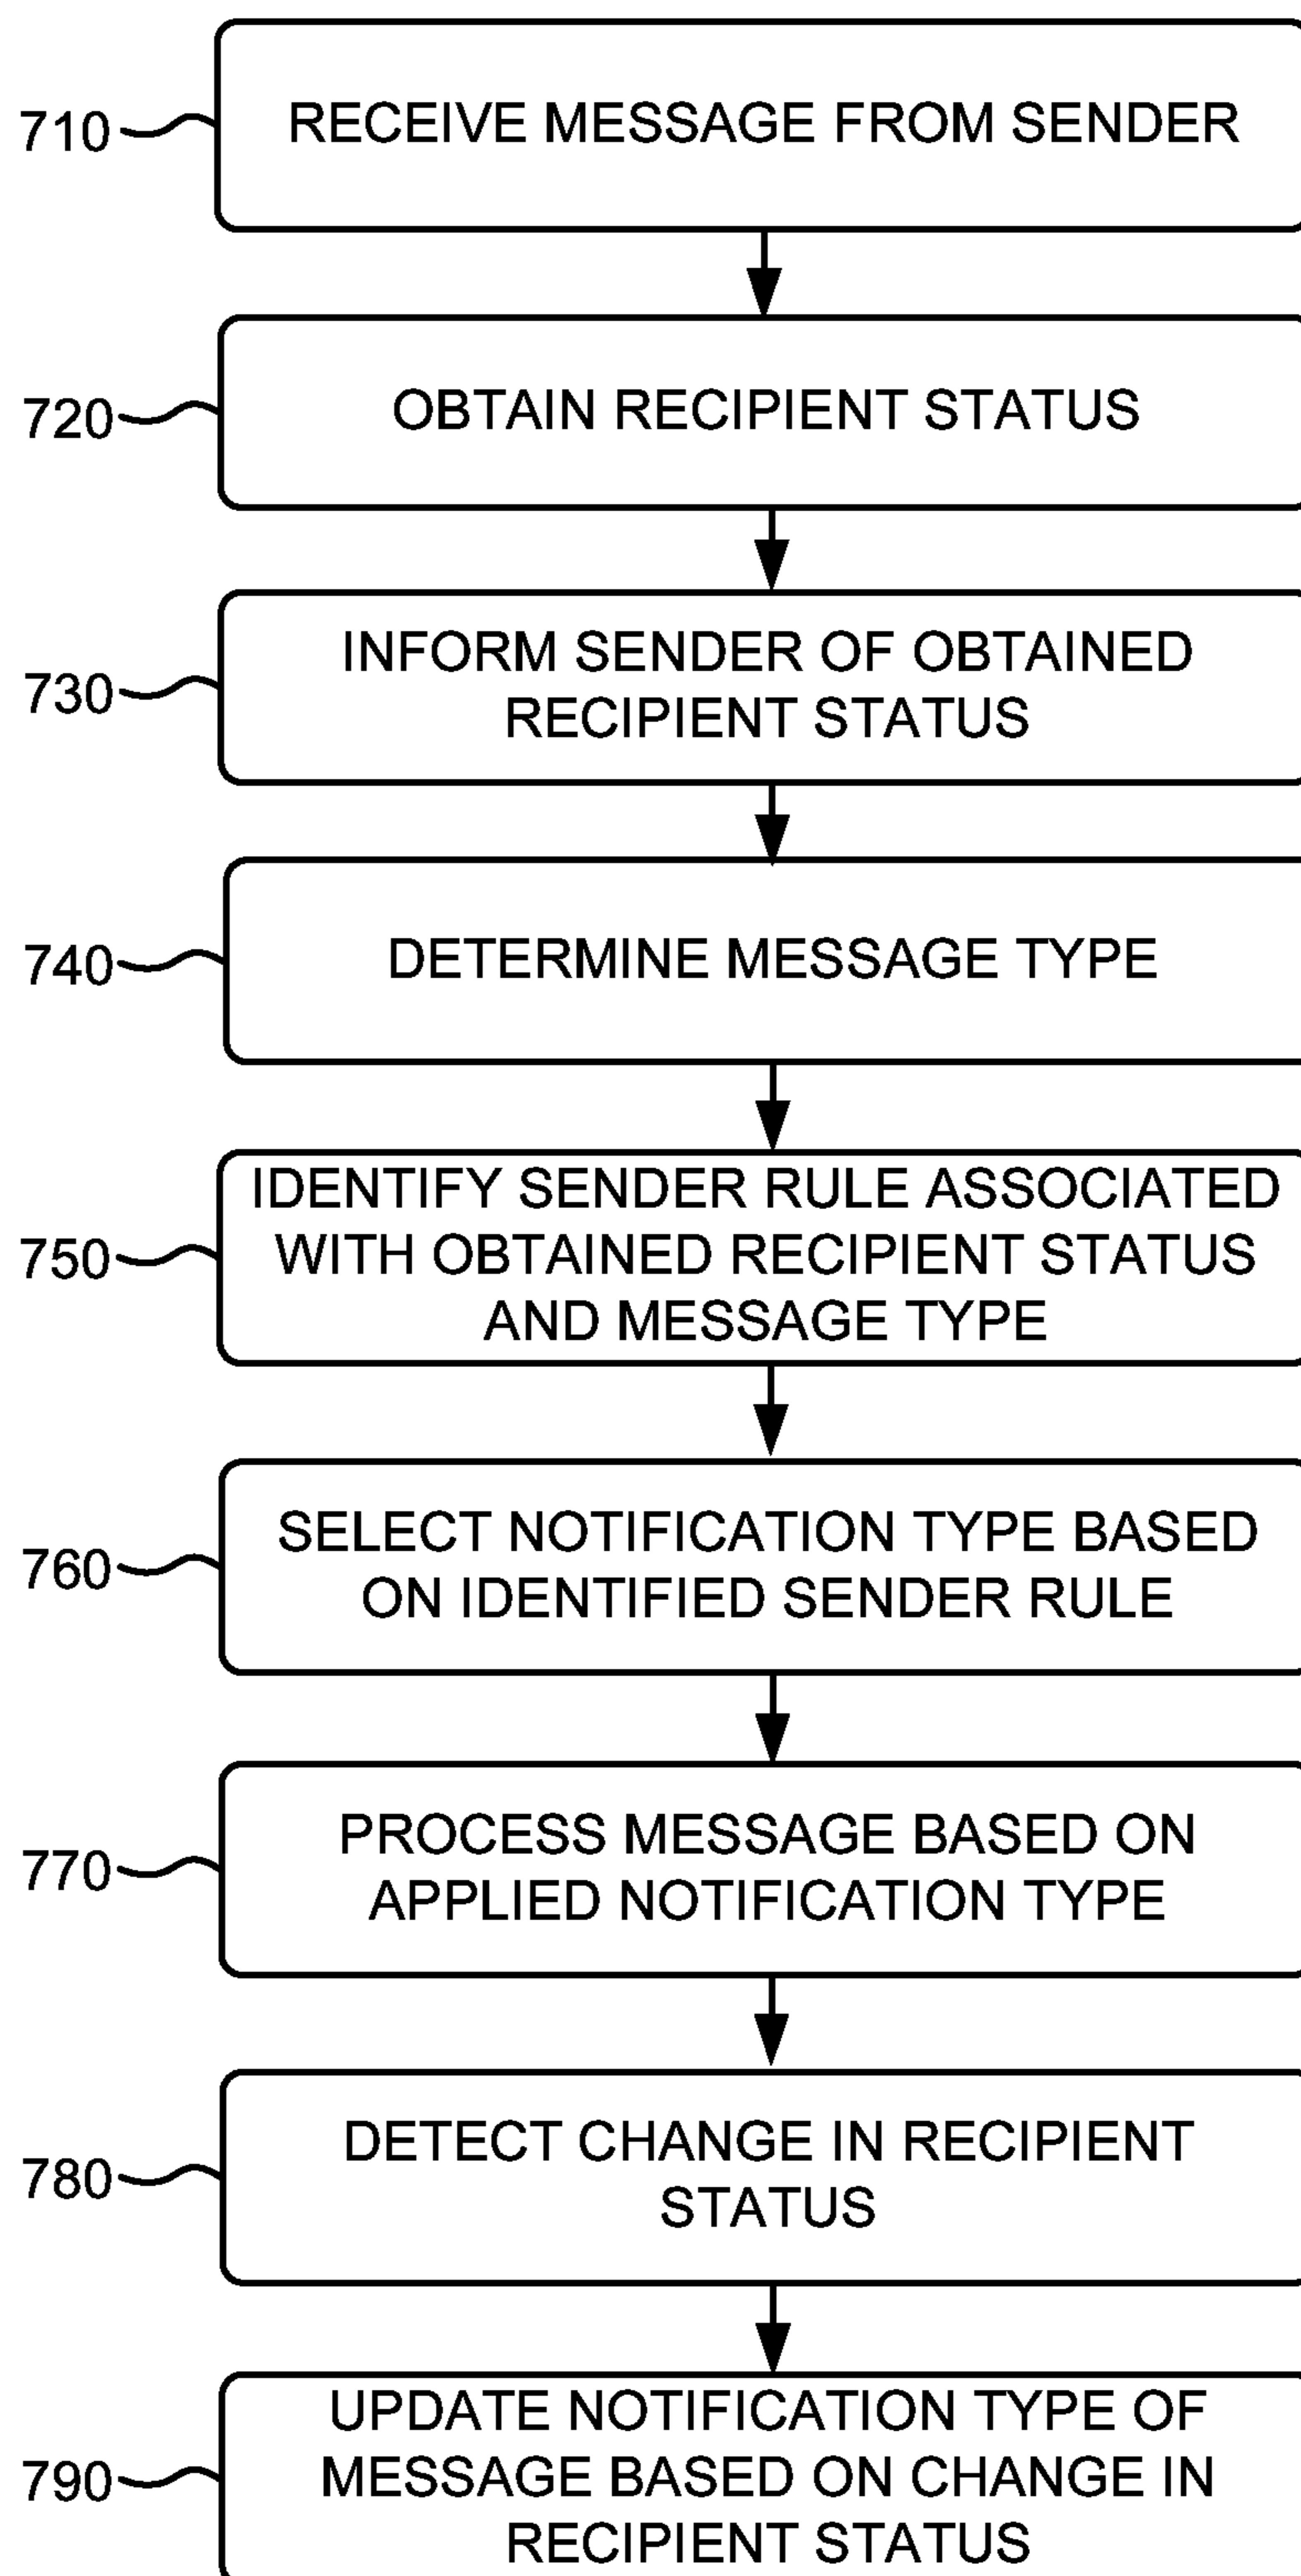 710
RECEIVE MESSAGE FROM SENDER
720
OBTAIN RECIPIENT STATUS
730
INFORM SENDER OF OBTAINED
RECIPIENT STATUS
740
DETERMINE MESSAGE TYPE
750
IDENTIFY SENDER RULE ASSOCIATED
WITH OBTAINED RECIPIENT STATUS
AND MESSAGE TYPE
760
SELECT NOTIFICATION TYPE BASED
ON IDENTIFIED SENDER RULE
770
PROCESS MESSAGE BASED ON
APPLIED NOTIFICATION TYPE
780
DETECT CHANGE IN RECIPIENT
STATUS
790
UPDATE NOTIFICATION TYPE OF
MESSAGE BASED ON CHANGE IN
RECIPIENT STATUS